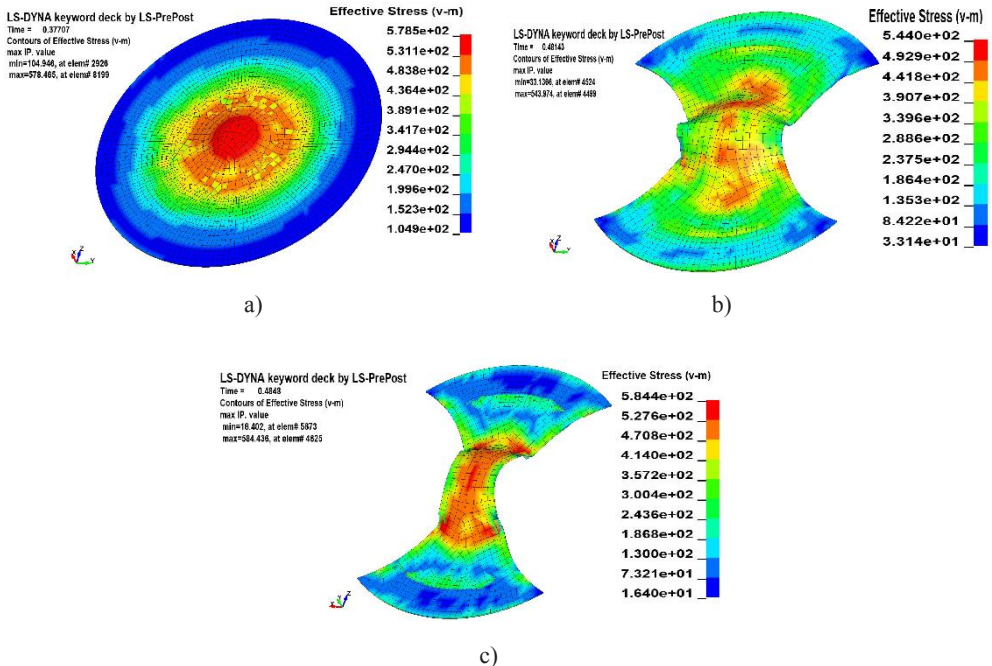 LS-DYNA keyword deck by LS-PrePost
Time = 0.37707
Contours of Effective Stress (v-m)
max IP. value
min=104.946, at elem# 2926
max=578.465, at elem# 8199
Effective Stress (v-m)
5.785e+02
5.311e+02
4.838e+02
4.364e+02
3.891e+02
3.417e+02
2.944e+02
2.470e+02
1.996e+02
1.523e+02
1.049e+02
Z
X
Y
a)
LS-DYNA keyword deck by LS-PrePost
Time = 0.48143
Contours of Effective Stress (v-m)
max IP. value
min=33.1366, at elem# 4524
max=543.974, at elem# 4499
Effective Stress (v-m)
5.440e+02
4.929e+02
4.418e+02
3.907e+02
3.396e+02
2.886e+02
2.375e+02
1.864e+02
1.353e+02
8.422e+01
3.314e+01
Z
X
Y
b)
LS-DYNA keyword deck by LS-PrePost
Time = 0.4848
Contours of Effective Stress (v-m)
max IP. value
min=16.402, at elem# 5673
max=584.436, at elem# 4625
Effective Stress (v-m)
5.844e+02
5.276e+02
4.708e+02
4.140e+02
3.572e+02
3.004e+02
2.436e+02
1.868e+02
1.300e+02
7.321e+01
1.640e+01
X
Y
Z
c)